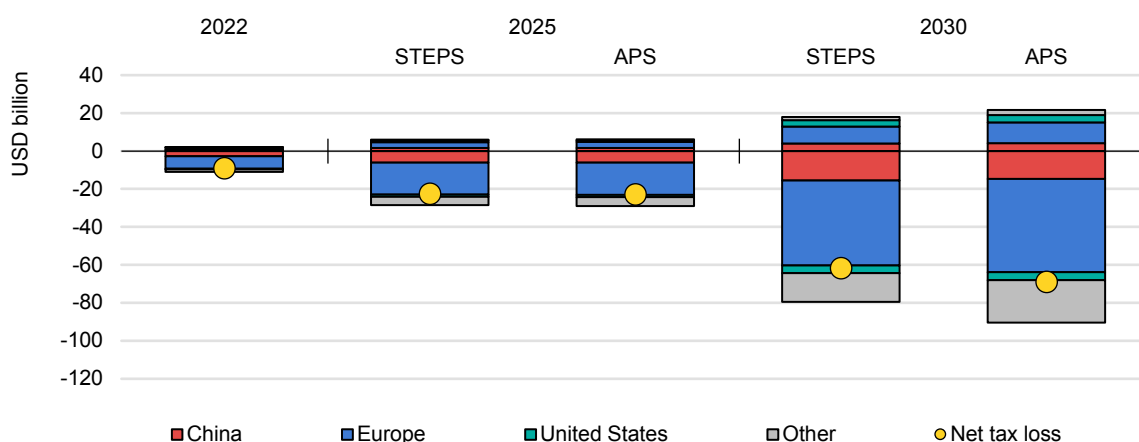 2022 2025 2030
STEPS APS STEPS APS
USD billion
40
20
0
-20
-40
-60
-80
-100
-120
China Europe United States Other Net tax loss